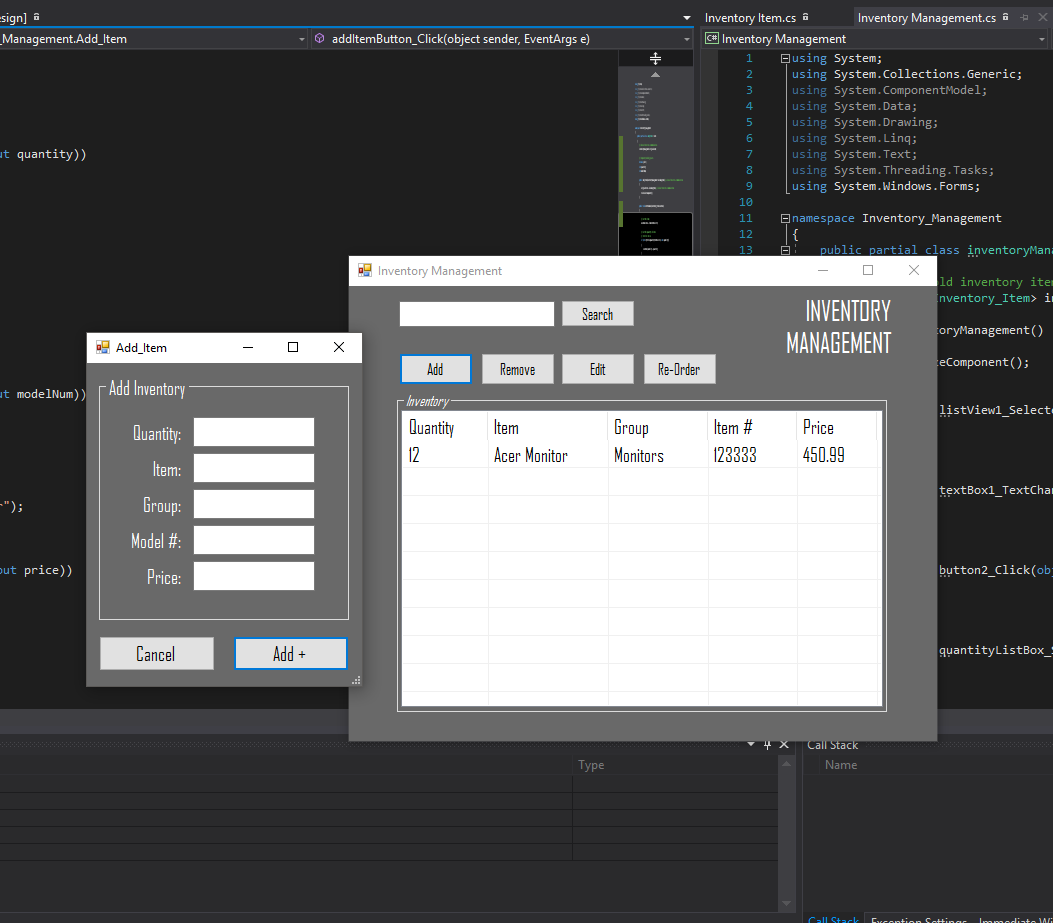 esign]
Inventory Item.cs
Inventory Management.cs
_Management.Add_Item
addItemButton_Click(object sender, EventArgs e)
C# Inventory Management
ut quantity))
ut modelNum))
r");
out price))
1 using System;
2 using System.Collections.Generic;
3 using System.ComponentModel;
4 using System.Data;
5 using System.Drawing;
6 using System.Linq;
7 using System.Text;
8 using System.Threading.Tasks;
9 using System.Windows.Forms;
10
11 namespace Inventory_Management
12 {
13 public partial class inventoryMana
ld inventory ite
nventory_Item> i
oryManagement()
eComponent();
listView1_Selecte
textBox1_TextChan
button2_Click(obj
quantityListBox_S
Inventory Management
Search
INVENTORY
MANAGEMENT
Add
Remove
Edit
Re-Order
Inventory
Quantity Item Group Item # Price
12 Acer Monitor Monitors 123333 450.99
Add_Item
Add Inventory
Quantity:
Item:
Group:
Model #:
Price:
Cancel
Add +
Type
Call Stack
Name
Call Stack
Exception Settings
Immediate Wi